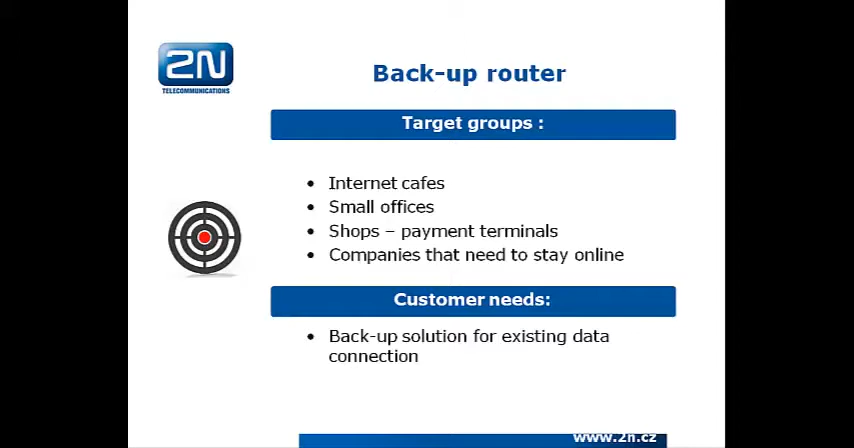 2N
TELECOMMUNICATIONS
Back-up router
Target groups :
• Internet cafes
• Small offices
• Shops – payment terminals
• Companies that need to stay online
Customer needs:
• Back-up solution for existing data
connection
www.2n.cz